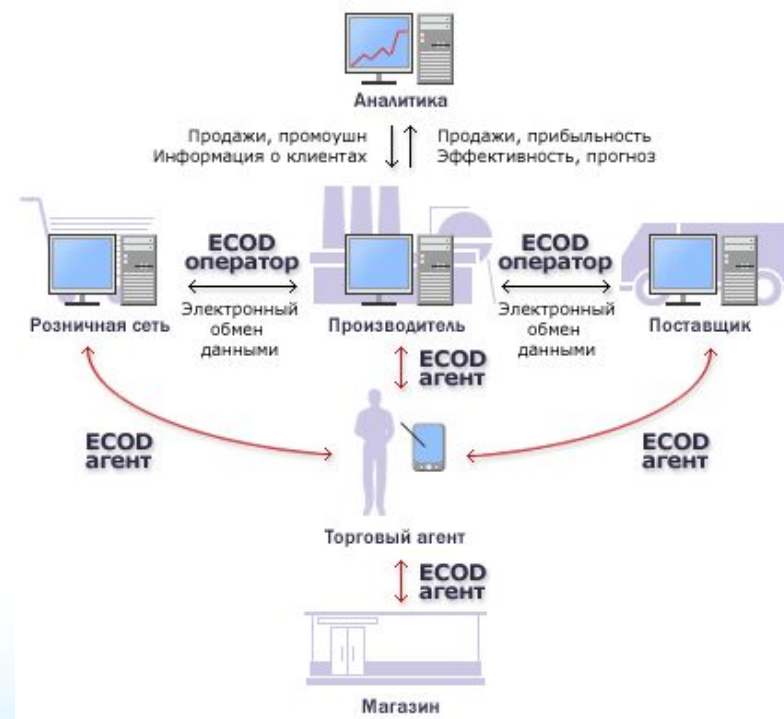 Аналитика
Продажи, промоушн
Информация о клиентах
Продажи, прибыльность
Эффективность, прогноз
ECOD
оператор
ECOD
оператор
Розничная сеть
Электронный
обмен
данными
Производитель
Электронный
обмен
данными
Поставщик
ECOD
агент
ECOD
агент
ECOD
агент
Торговый агент
ECOD
агент
Магазин